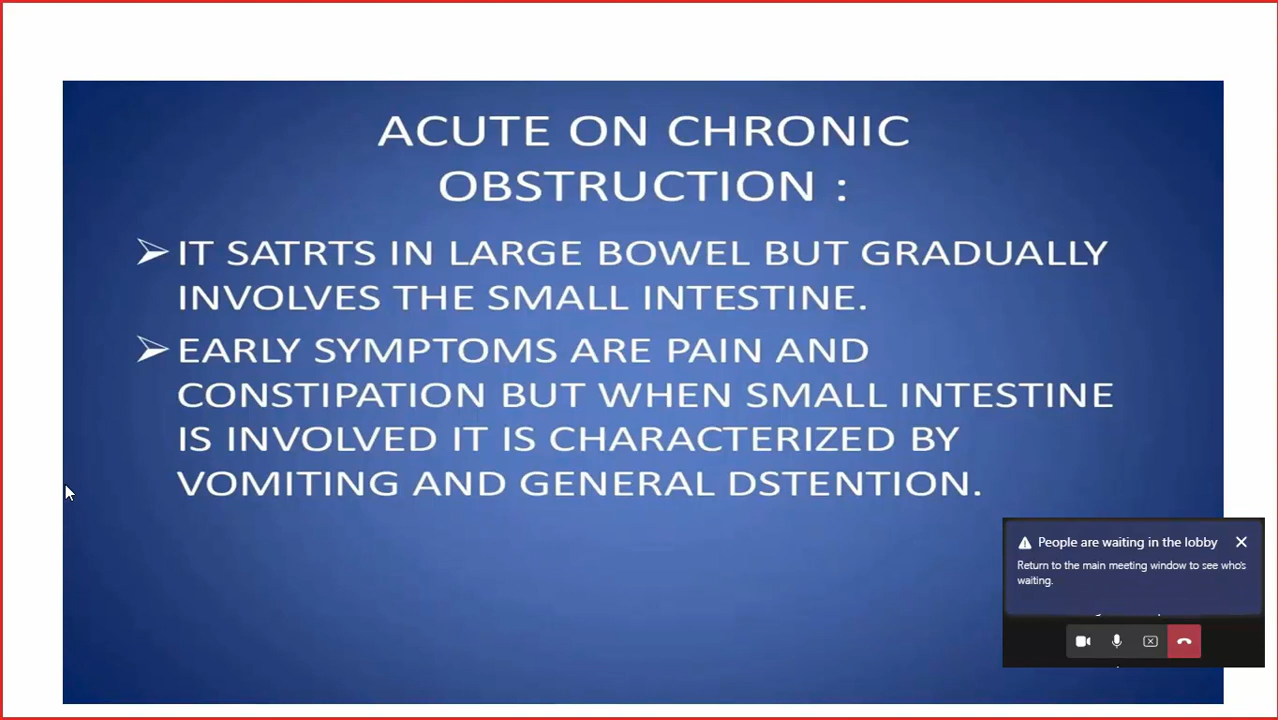 ACUTE ON CHRONIC
OBSTRUCTION :
IT SATRTS IN LARGE BOWEL BUT GRADUALLY
INVOLVES THE SMALL INTESTINE.
EARLY SYMPTOMS ARE PAIN AND
CONSTIPATION BUT WHEN SMALL INTESTINE
IS INVOLVED IT IS CHARACTERIZED BY
VOMITING AND GENERAL DSTENTION.
People are waiting in the lobby
Return to the main meeting window to see who's
waiting.